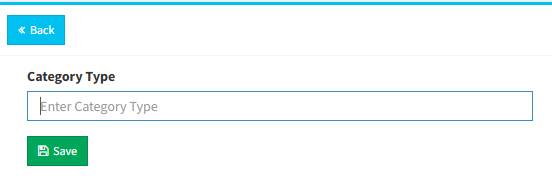 « Back
Category Type
Enter Category Type
Save